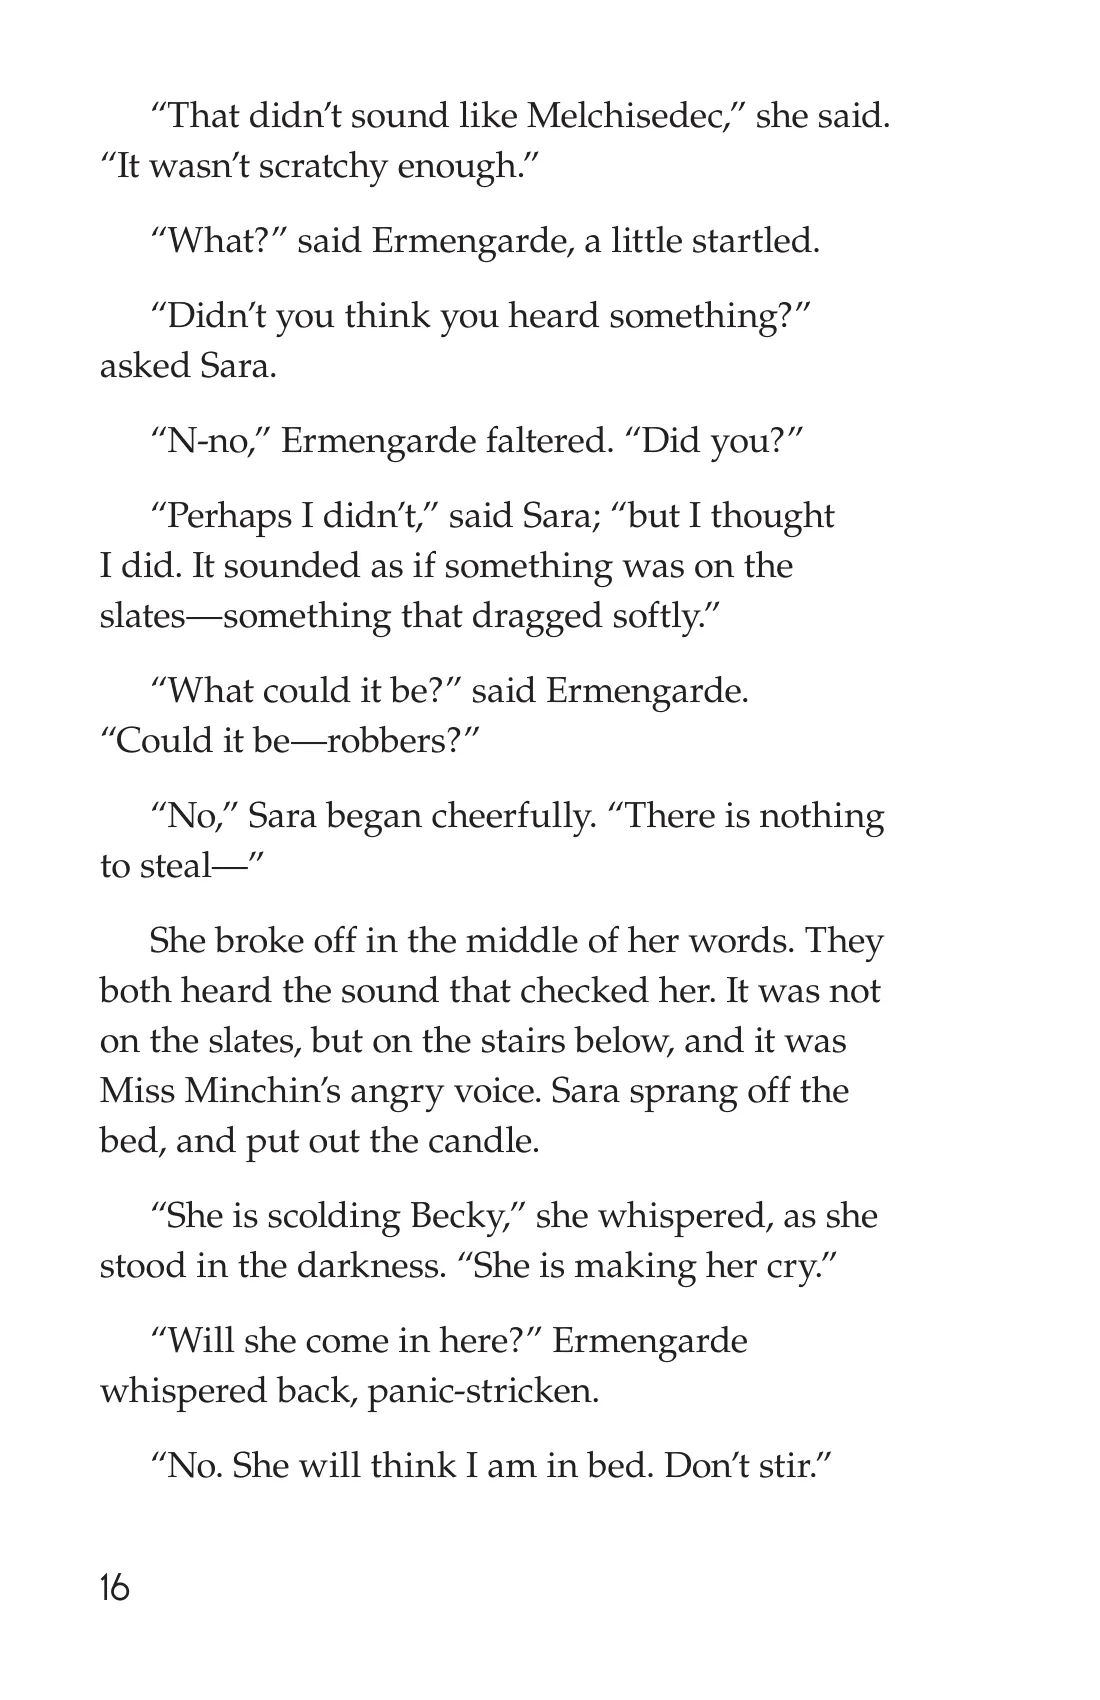 “That didn’t sound like Melchisedec,” she said.
“It wasn’t scratchy enough.”
“What?” said Ermengarde, a little startled.
“Didn’t you think you heard something?”
asked Sara.
“N-no,” Ermengarde faltered. “Did you?”
“Perhaps I didn’t,” said Sara; “but I thought
I did. It sounded as if something was on the
slates—something that dragged softly.”
“What could it be?” said Ermengarde.
“Could it be—robbers?”
“No,” Sara began cheerfully. “There is nothing
to steal—”
She broke off in the middle of her words. They
both heard the sound that checked her. It was not
on the slates, but on the stairs below, and it was
Miss Minchin’s angry voice. Sara sprang off the
bed, and put out the candle.
“She is scolding Becky,” she whispered, as she
stood in the darkness. “She is making her cry.”
“Will she come in here?” Ermengarde
whispered back, panic-stricken.
“No. She will think I am in bed. Don’t stir.”
16